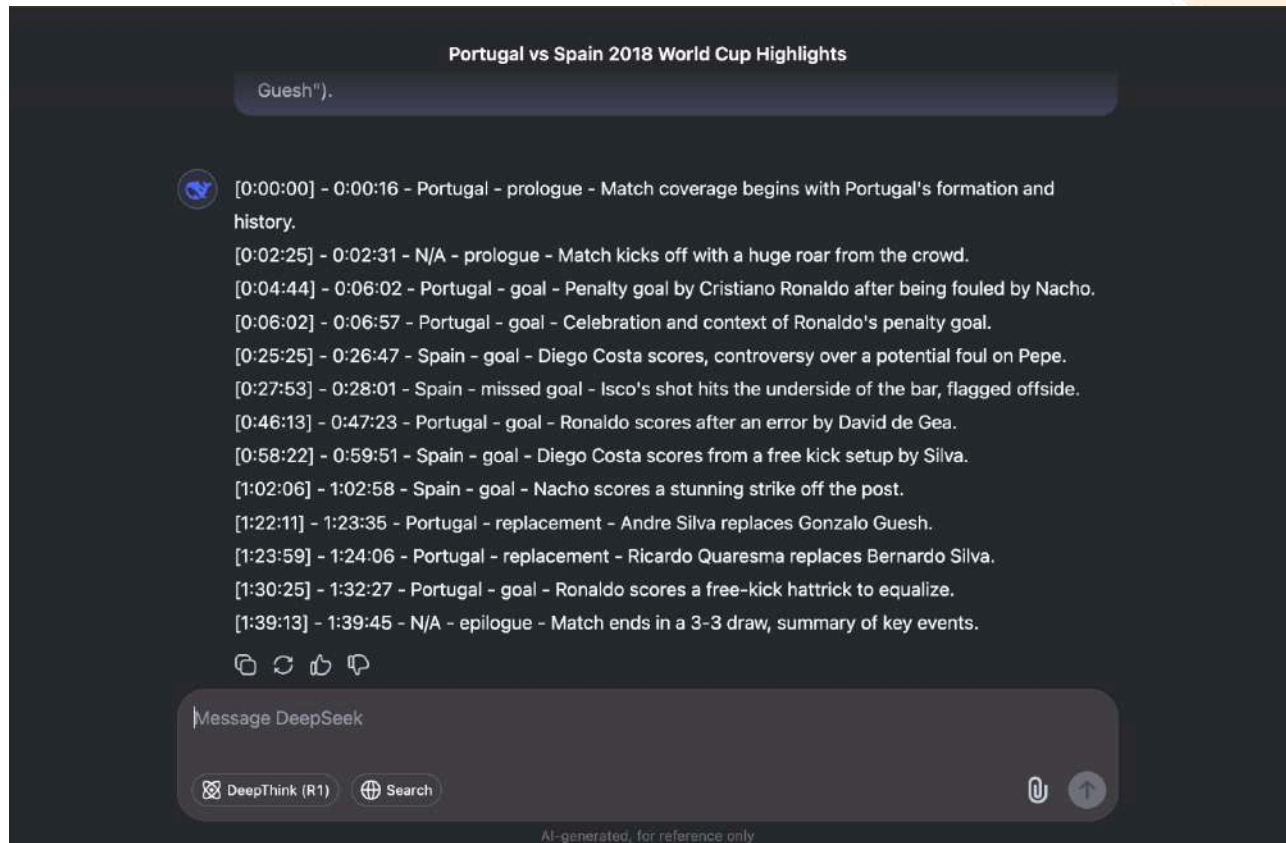 Portugal vs Spain 2018 World Cup Highlights
Guesh").
[0:00:00] - 0:00:16 - Portugal - prologue - Match coverage begins with Portugal's formation and
history.
[0:02:25] - 0:02:31 - N/A - prologue - Match kicks off with a huge roar from the crowd.
[0:04:44] - 0:06:02 - Portugal - goal - Penalty goal by Cristiano Ronaldo after being fouled by Nacho.
[0:06:02] - 0:06:57 - Portugal - goal - Celebration and context of Ronaldo's penalty goal.
[0:25:25] - 0:26:47 - Spain - goal - Diego Costa scores, controversy over a potential foul on Pepe.
[0:27:53] - 0:28:01 - Spain - missed goal - Isco's shot hits the underside of the bar, flagged offside.
[0:46:13] - 0:47:23 - Portugal - goal - Ronaldo scores after an error by David de Gea.
[0:58:22] - 0:59:51 - Spain - goal - Diego Costa scores from a free kick setup by Silva.
[1:02:06] - 1:02:58 - Spain - goal - Nacho scores a stunning strike off the post.
[1:22:11] - 1:23:35 - Portugal - replacement - Andre Silva replaces Gonzalo Guesh.
[1:23:59] - 1:24:06 - Portugal - replacement - Ricardo Quaresma replaces Bernardo Silva.
[1:30:25] - 1:32:27 - Portugal - goal - Ronaldo scores a free-kick hattrick to equalize.
[1:39:13] - 1:39:45 - N/A - epilogue - Match ends in a 3-3 draw, summary of key events.
Message DeepSeek
DeepThink (R1) Search
AI-generated, for reference only